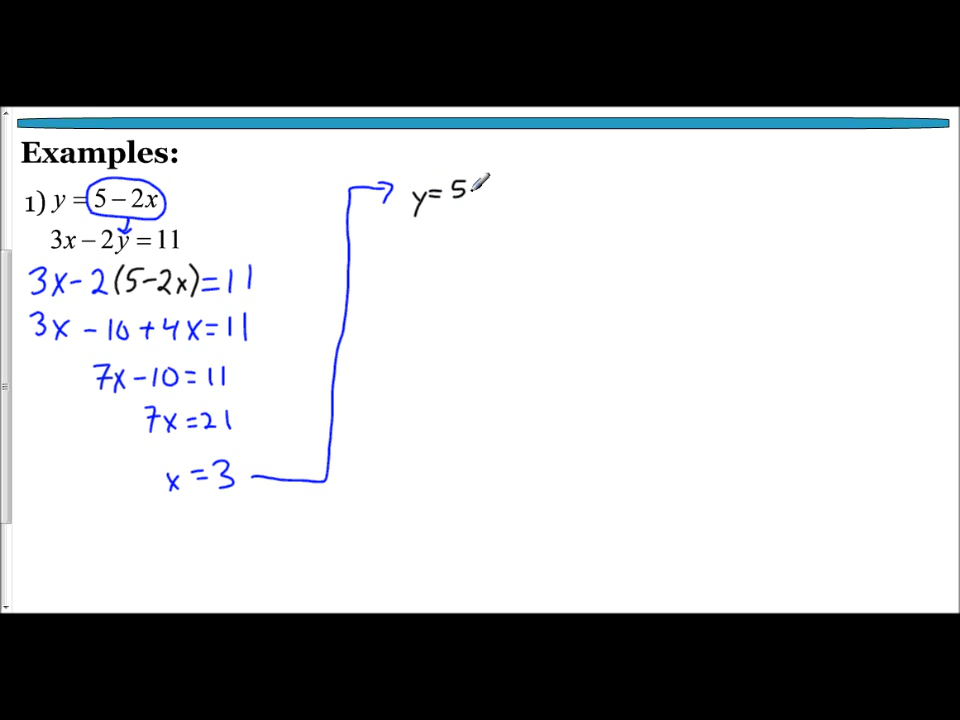 Examples:
1) y = 5 − 2x
3x − 2y = 11
3x − 2(5−2x) = 11
3x − 10 + 4x = 11
7x − 10 = 11
7x = 21
x = 3
y = 5